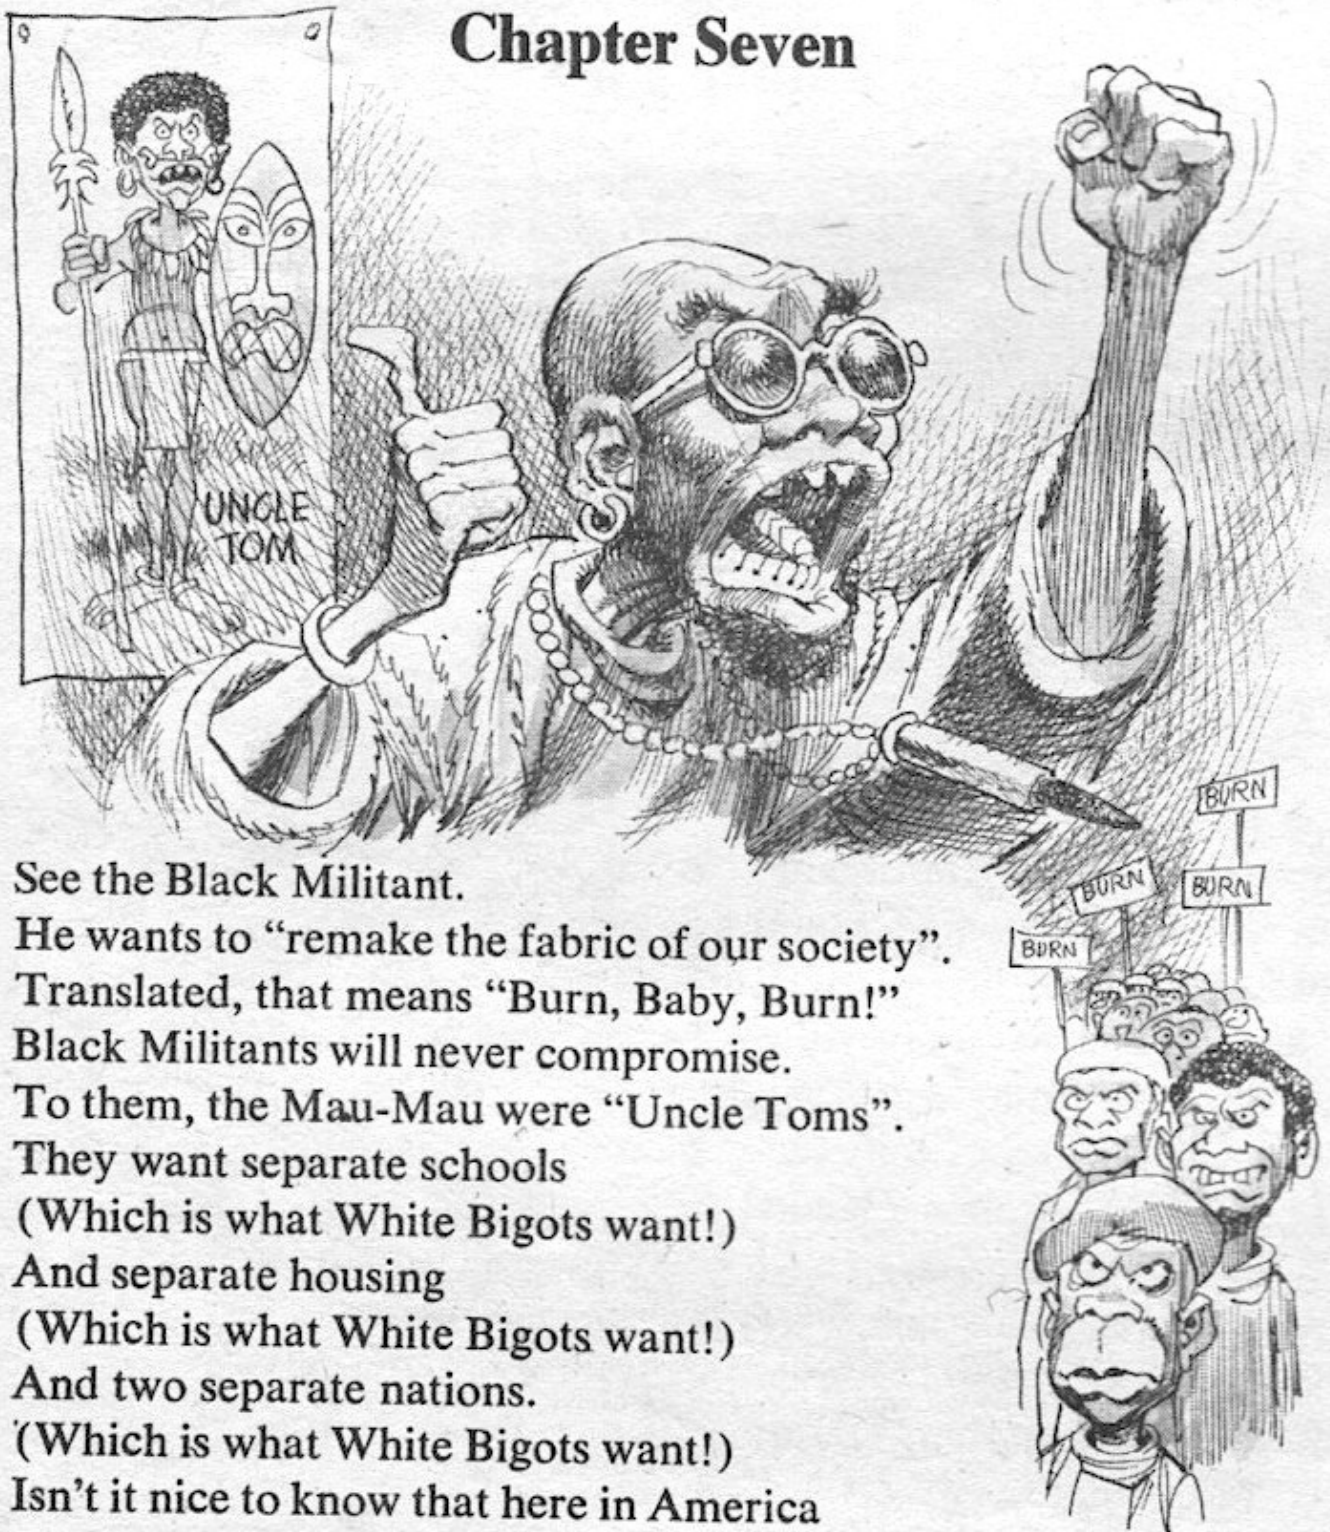 Chapter Seven
UNCLE
TOM
See the Black Militant.
He wants to “remake the fabric of our society”.
Translated, that means “Burn, Baby, Burn!”
Black Militants will never compromise.
To them, the Mau-Mau were “Uncle Toms”.
They want separate schools
(Which is what White Bigots want!)
And separate housing
(Which is what White Bigots want!)
And two separate nations.
(Which is what White Bigots want!)
Isn't it nice to know that here in America
BURN
BURN
BURN
BURN